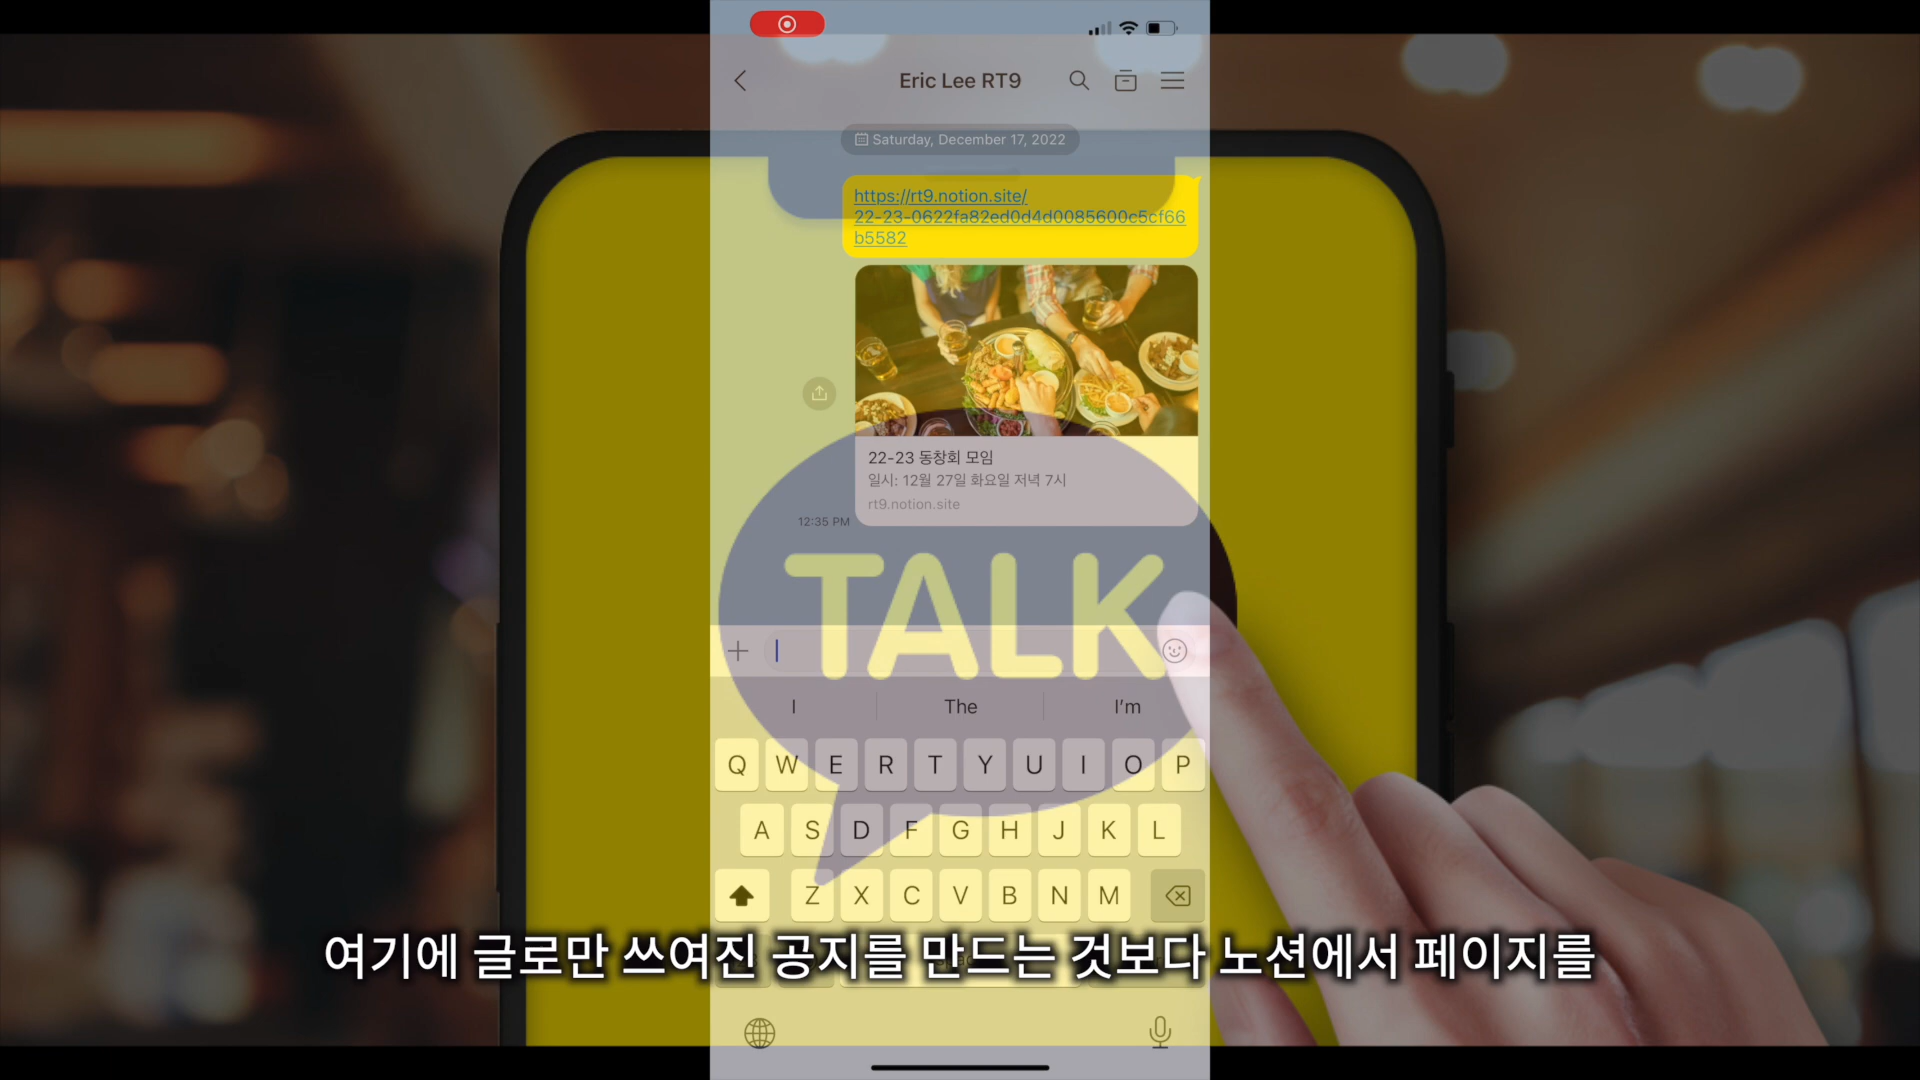 Eric Lee RT9
Saturday, December 17, 2022
https://rt9.notion.site/
22-23-0622fa82ed0d4d0085600c5cf66
b5582
22-23 동창회 모임
일시: 12월 27일 화요일 저녁 7시
rt9.notion.site
12:35 PM
TALK
I The I'm
Q W E R T Y U I O P
A S D F G H J K L
Z X C V B N M
여기에 글로만 쓰여진 공지를 만드는 것보다 노션에서 페이지를